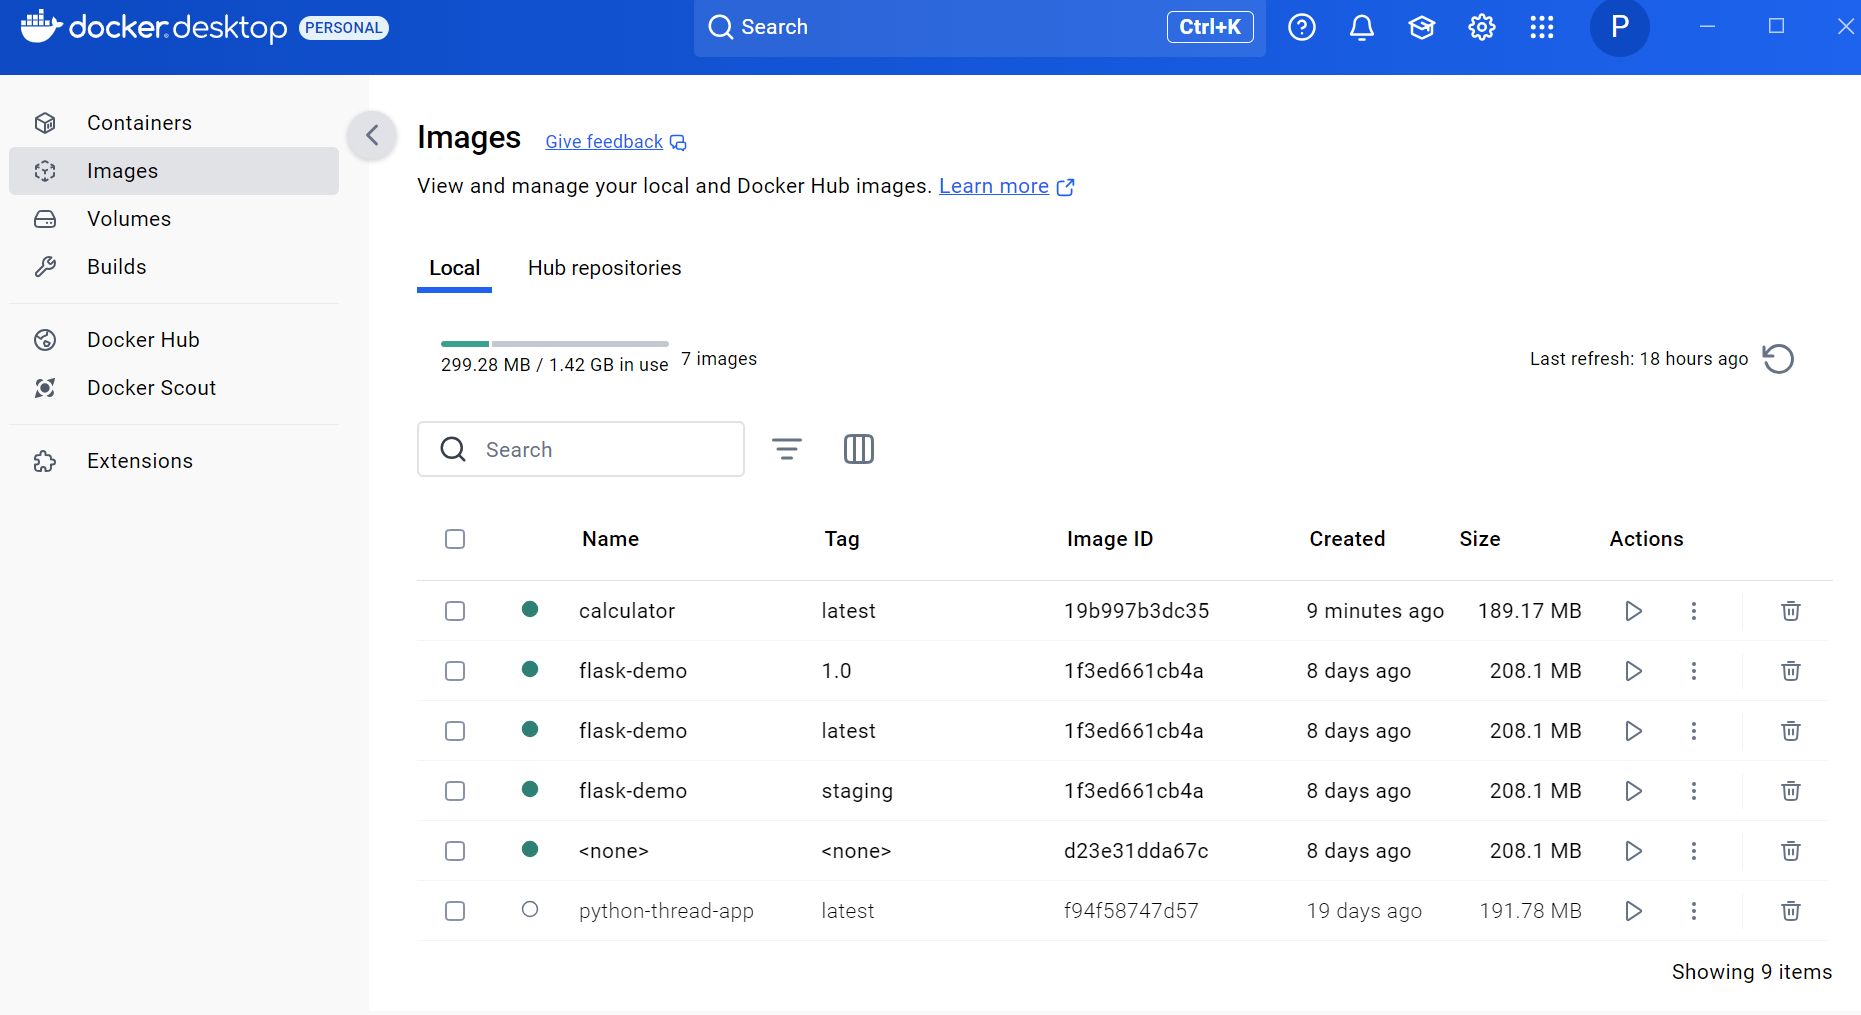 docker.desktop PERSONAL
Search Ctrl+K
P
Containers
Images
Volumes
Builds
Docker Hub
Docker Scout
Extensions
Images Give feedback
View and manage your local and Docker Hub images. Learn more
Local Hub repositories
299.28 MB / 1.42 GB in use 7 images
Last refresh: 18 hours ago
Search
Name Tag Image ID Created Size Actions
calculator latest 19b997b3dc35 9 minutes ago 189.17 MB
flask-demo 1.0 1f3ed661cb4a 8 days ago 208.1 MB
flask-demo latest 1f3ed661cb4a 8 days ago 208.1 MB
flask-demo staging 1f3ed661cb4a 8 days ago 208.1 MB
<none> <none> d23e31dda67c 8 days ago 208.1 MB
python-thread-app latest f94f58747d57 19 days ago 191.78 MB
Showing 9 items